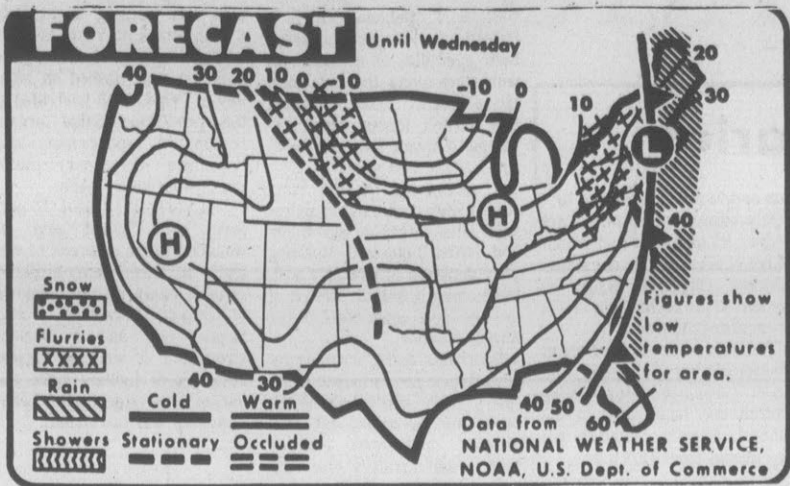 FORECAST Until Wednesday
40 30 20 10 0 -10 -10 0 10 20
30
L
40
H H
Snow
Flurries
Rain
Showers
Cold Warm
Stationary Occluded
40 30 40 50 60
Figures show
low
temperatures
for area.
Data from
NATIONAL WEATHER SERVICE,
NOAA, U.S. Dept. of Commerce